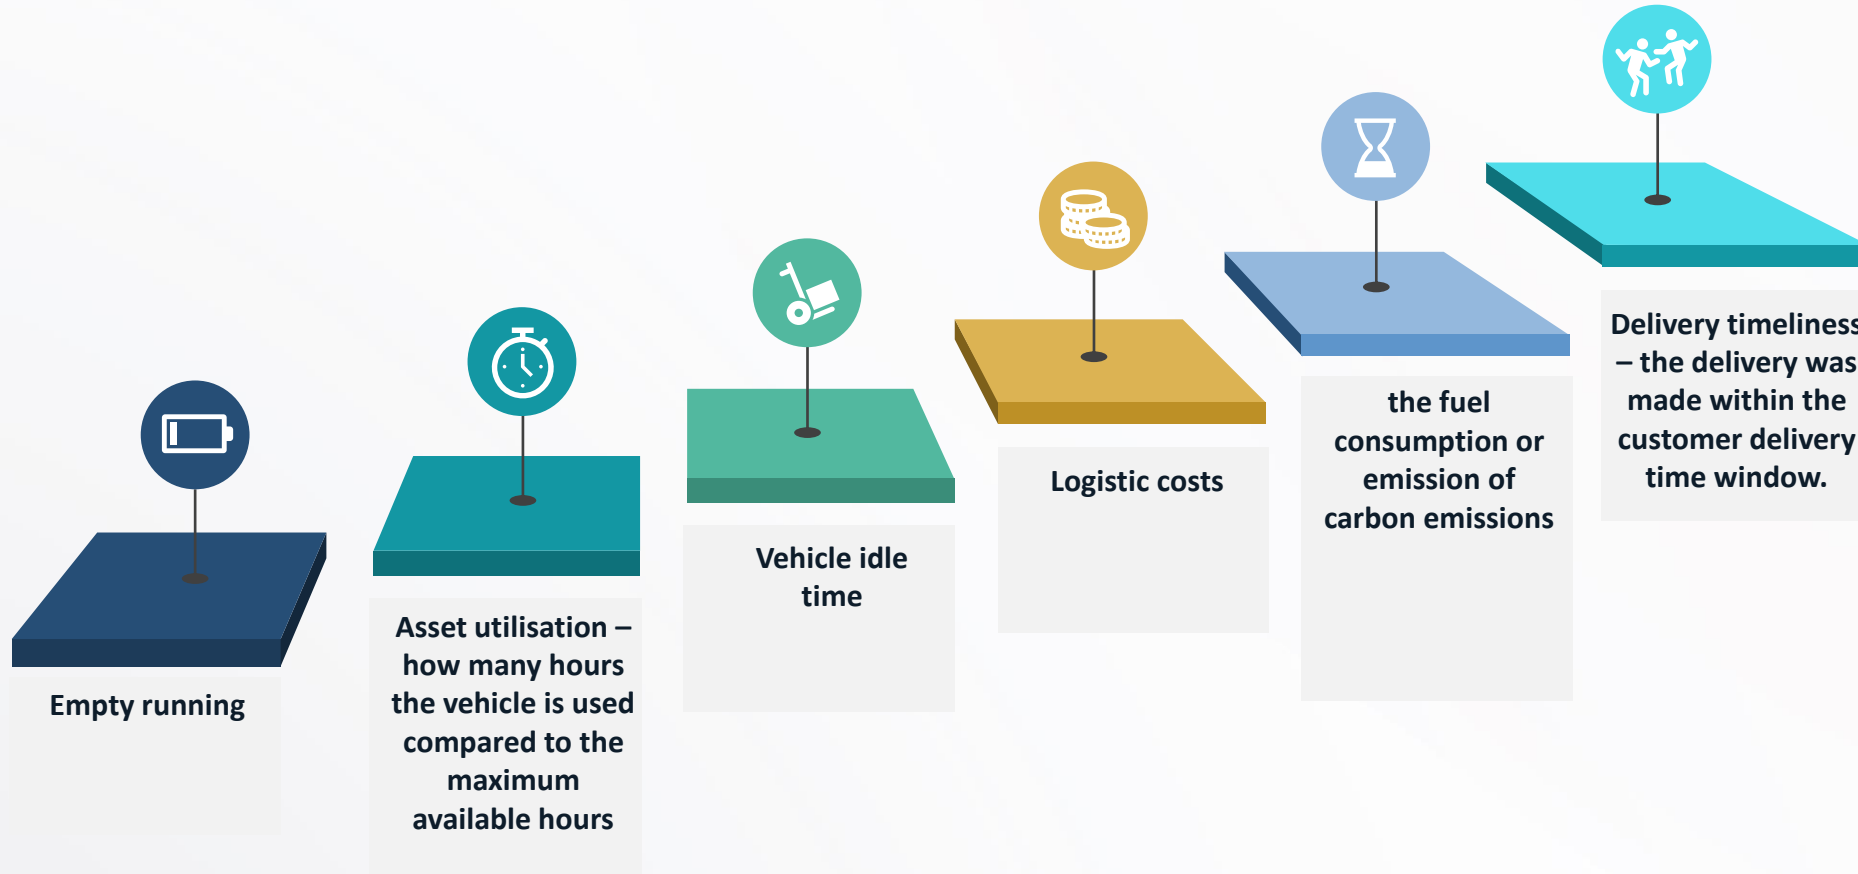 Empty running
Asset utilisation –
how many hours
the vehicle is used
compared to the
maximum
available hours
Vehicle idle
time
Logistic costs
the fuel
consumption or
emission of
carbon emissions
Delivery timeliness
– the delivery was
made within the
customer delivery
time window.